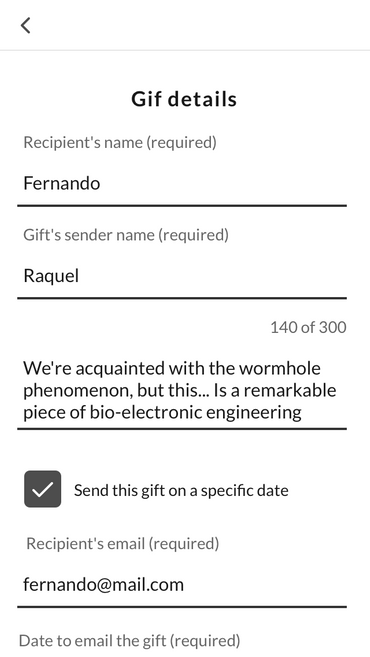 Gif details
Recipient's name (required)
Fernando
Gift's sender name (required)
Raquel
140 of 300
We're acquainted with the wormhole
phenomenon, but this... Is a remarkable
piece of bio-electronic engineering
Send this gift on a specific date
Recipient's email (required)
fernando@mail.com
Date to email the gift (required)